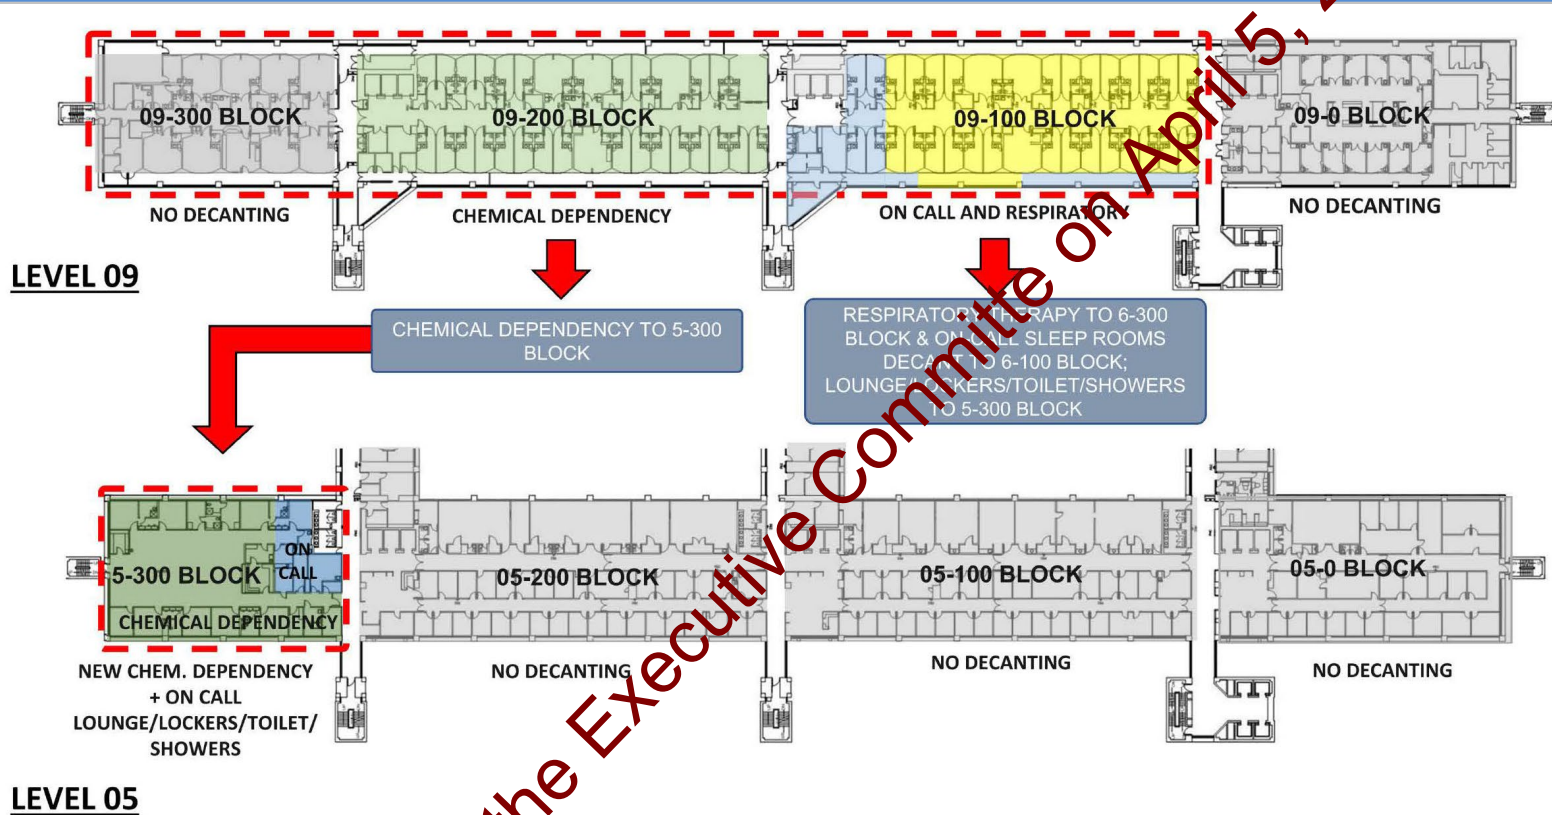 09-300 BLOCK
09-200 BLOCK
09-100 BLOCK
09-0 BLOCK
NO DECANTING
CHEMICAL DEPENDENCY
ON CALL AND RESPIRATORY
NO DECANTING
LEVEL 09
CHEMICAL DEPENDENCY TO 5-300
BLOCK
RESPIRATORY THERAPY TO 6-300
BLOCK & ON CALL SLEEP ROOMS
DECANT TO 6-100 BLOCK;
LOUNGE/LOCKERS/TOILET/SHOWERS
TO 5-300 BLOCK
ON
CALL
5-300 BLOCK
CHEMICAL DEPENDENCY
05-200 BLOCK
05-100 BLOCK
05-0 BLOCK
NEW CHEM. DEPENDENCY
+ ON CALL
LOUNGE/LOCKERS/TOILET/
SHOWERS
NO DECANTING
NO DECANTING
NO DECANTING
LEVEL 05
the Executive Committe on April 5,